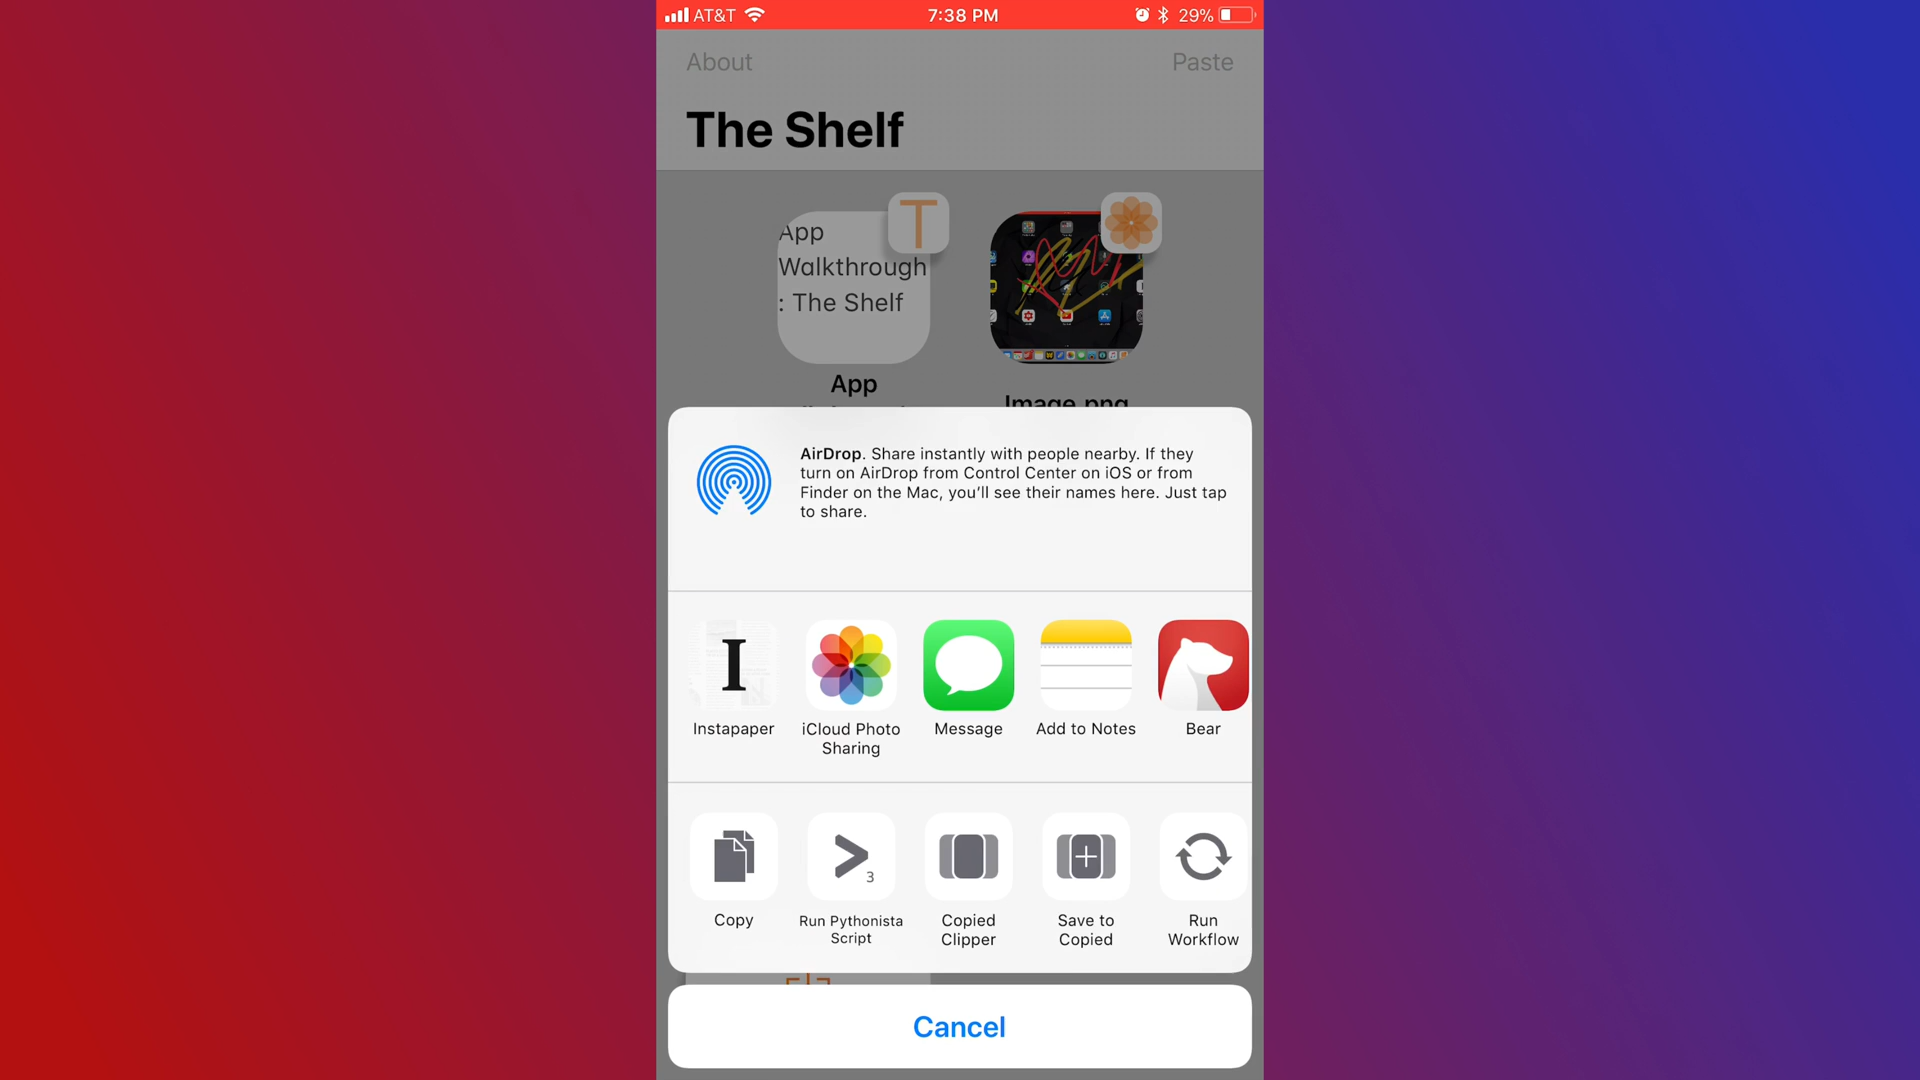 AT&T 7:38 PM 29%
About Paste
The Shelf
T
App
Walkthrough
: The Shelf
App
Image.png
AirDrop. Share instantly with people nearby. If they
turn on AirDrop from Control Center on iOS or from
Finder on the Mac, you’ll see their names here. Just tap
to share.
I
Instapaper
iCloud Photo
Sharing
Message
Add to Notes
Bear
Copy
3
Run Pythonista
Script
Copied
Clipper
Save to
Copied
Run
Workflow
Cancel